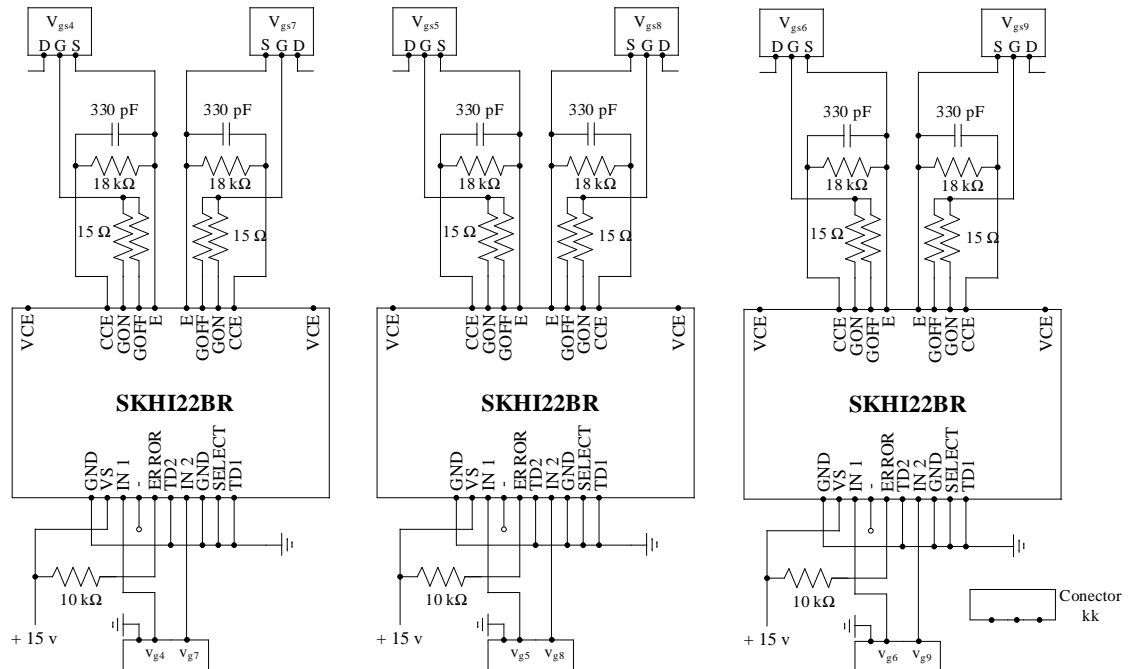 Vgs4
D G S
Vgs7
S G D
330 pF
330 pF
18 kΩ
18 kΩ
15 Ω
15 Ω
VCE
CCE
GON
GOFF
E
E
GOFF
GON
CCE
VCE
SKHI22BR
GND
VS
IN 1
-
ERROR
TD2
IN 2
GND
SELECT
TD1
10 kΩ
+ 15 v
vg4
vg7
Vgs5
D G S
Vgs8
S G D
330 pF
330 pF
18 kΩ
18 kΩ
15 Ω
15 Ω
VCE
CCE
GON
GOFF
E
E
GOFF
GON
CCE
VCE
SKHI22BR
GND
VS
IN 1
-
ERROR
TD2
IN 2
GND
SELECT
TD1
10 kΩ
+ 15 v
vg5
vg8
Vgs6
D G S
Vgs9
S G D
330 pF
330 pF
18 kΩ
18 kΩ
15 Ω
15 Ω
VCE
CCE
GON
GOFF
E
E
GOFF
GON
CCE
VCE
SKHI22BR
GND
VS
IN 1
-
ERROR
TD2
IN 2
GND
SELECT
TD1
10 kΩ
+ 15 v
vg6
vg9
Conector
kk